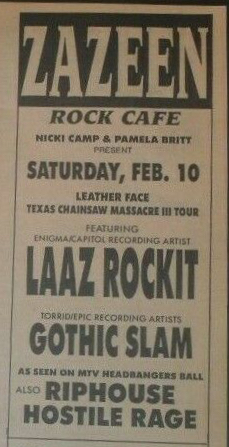 ZAZEEN
ROCK CAFE
NICKI CAMP & PAMELA BRITT
PRESENT
SATURDAY, FEB. 10
LEATHER FACE
TEXAS CHAINSAW MASSACRE III TOUR
FEATURING
ENIGMA/CAPITOL RECORDING ARTIST
LAAZ ROCKIT
TORRID/EPIC RECORDING ARTISTS
GOTHIC SLAM
AS SEEN ON MTV HEADBANGERS BALL
ALSO RIPHOUSE
HOSTILE RAGE